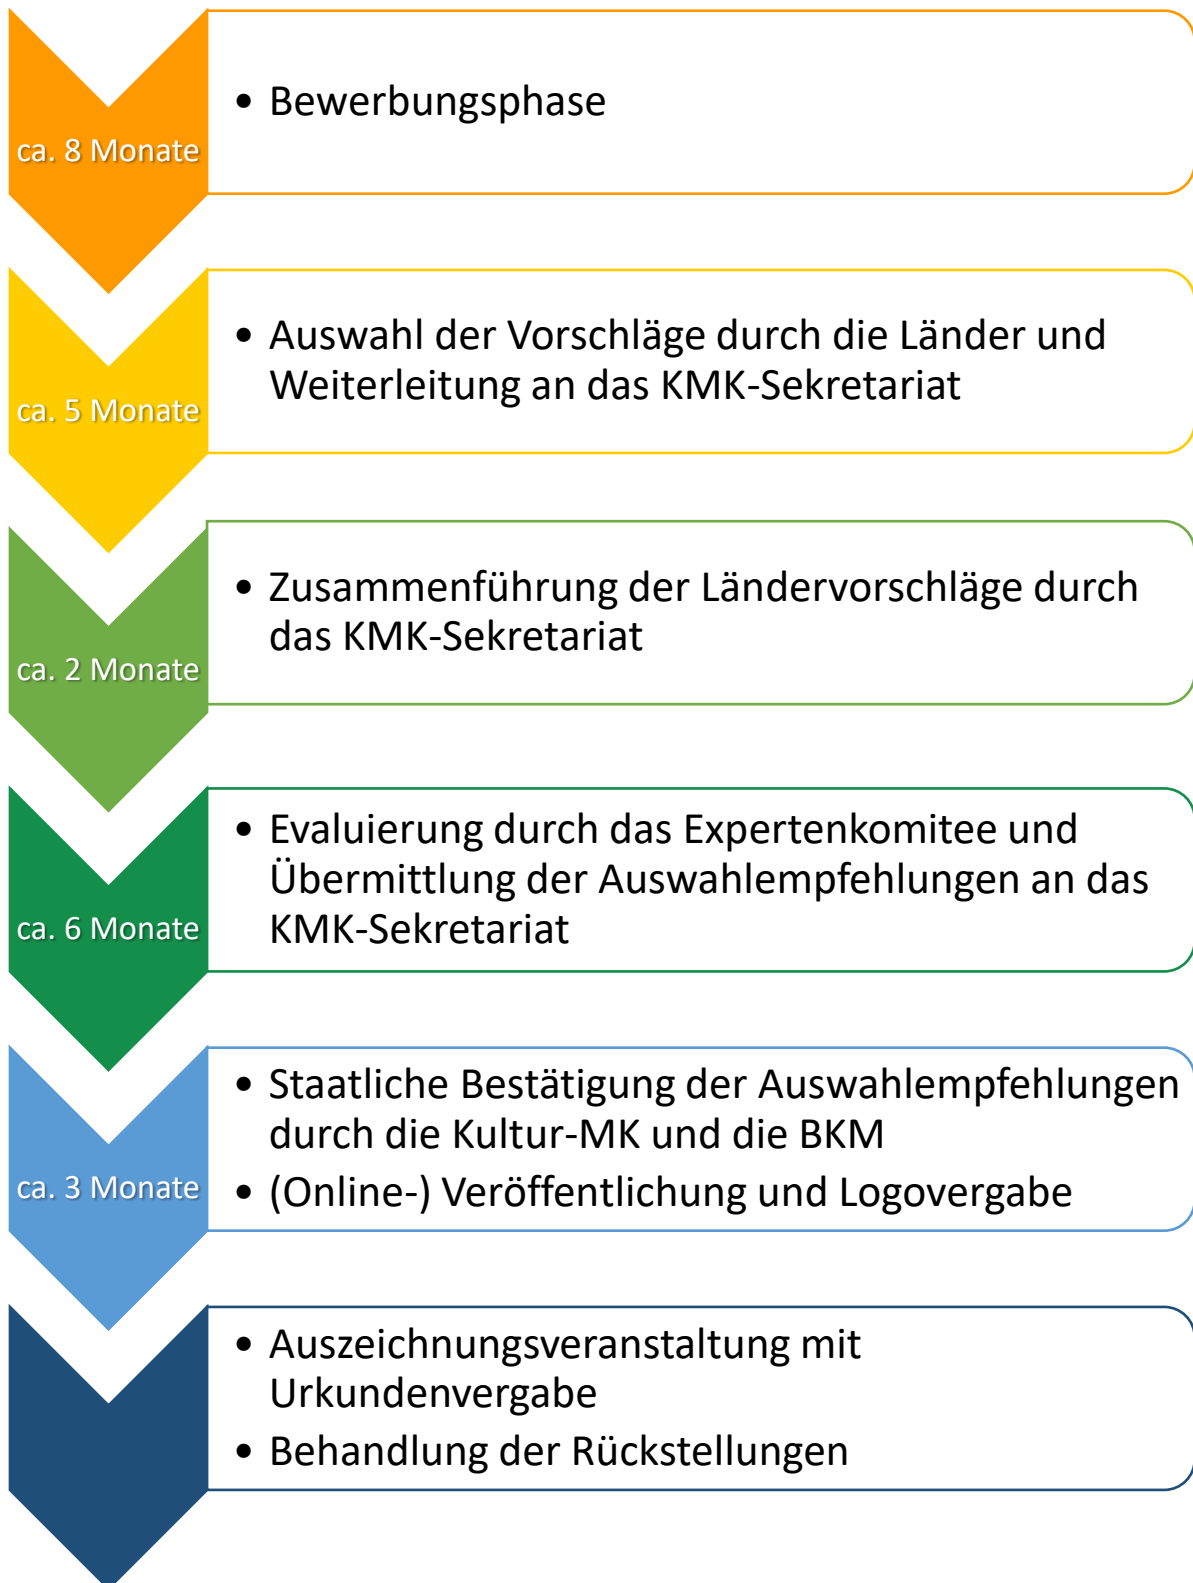 ca. 8 Monate
• Bewerbungsphase
ca. 5 Monate
• Auswahl der Vorschläge durch die Länder und
Weiterleitung an das KMK-Sekretariat
ca. 2 Monate
• Zusammenführung der Ländervorschläge durch
das KMK-Sekretariat
ca. 6 Monate
• Evaluierung durch das Expertenkomitee und
Übermittlung der Auswahlempfehlungen an das
KMK-Sekretariat
ca. 3 Monate
• Staatliche Bestätigung der Auswahlempfehlungen
durch die Kultur-MK und die BKM
• (Online-) Veröffentlichung und Logovergabe
• Auszeichnungsveranstaltung mit
Urkundenvergabe
• Behandlung der Rückstellungen